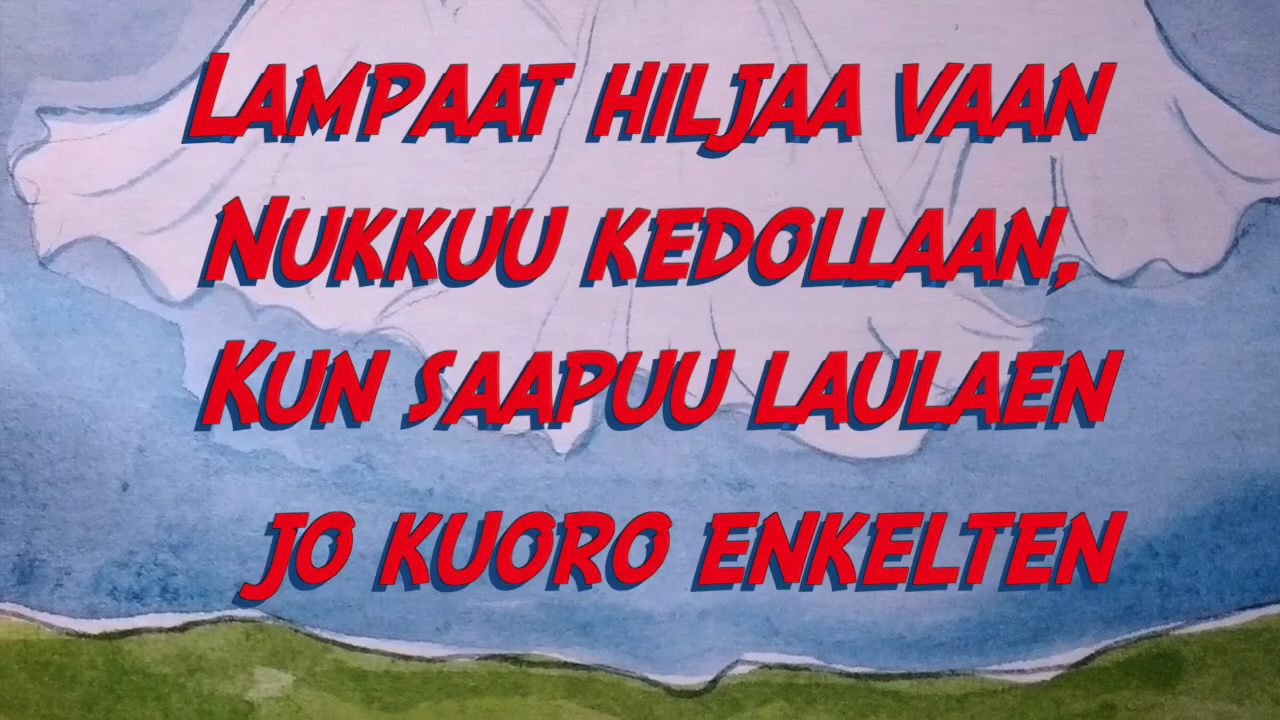 Lampaat hiljaa vaan
Nukkuu kedollaan,
Kun saapuu laulaen
jo kuoro enkelten